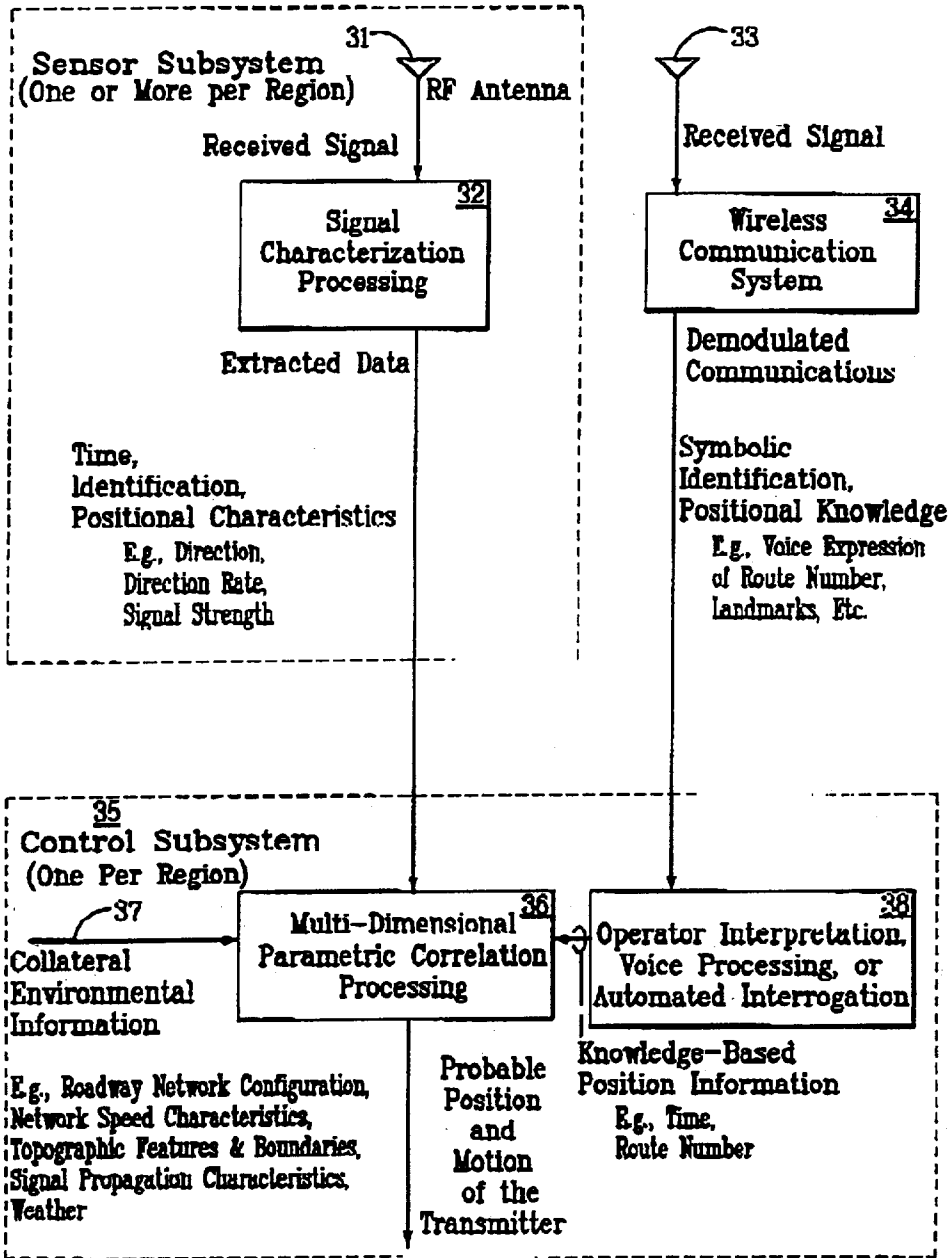 31
33
Sensor Subsystem
(One or More per Region)
RF Antenna
Received Signal
Received Signal
32
Signal
Characterization
Processing
34
Wireless
Communication
System
Extracted Data
Demodulated
Communications
Time,
Identification,
Positional Characteristics
E.g., Direction,
Direction Rate,
Signal Strength
Symbolic
Identification,
Positional Knowledge
E.g., Voice Expression
of Route Number,
Landmarks, Etc.
35
Control Subsystem
(One Per Region)
37
Collateral
Environmental
Information
E.g., Roadway Network Configuration,
Network Speed Characteristics,
Topographic Features & Boundaries,
Signal Propagation Characteristics,
Weather
36
Multi-Dimensional
Parametric Correlation
Processing
38
Operator Interpretation,
Voice Processing, or
Automated Interrogation
Knowledge-Based
Position Information
E.g., Time,
Route Number
Probable
Position
and
Motion
of the
Transmitter